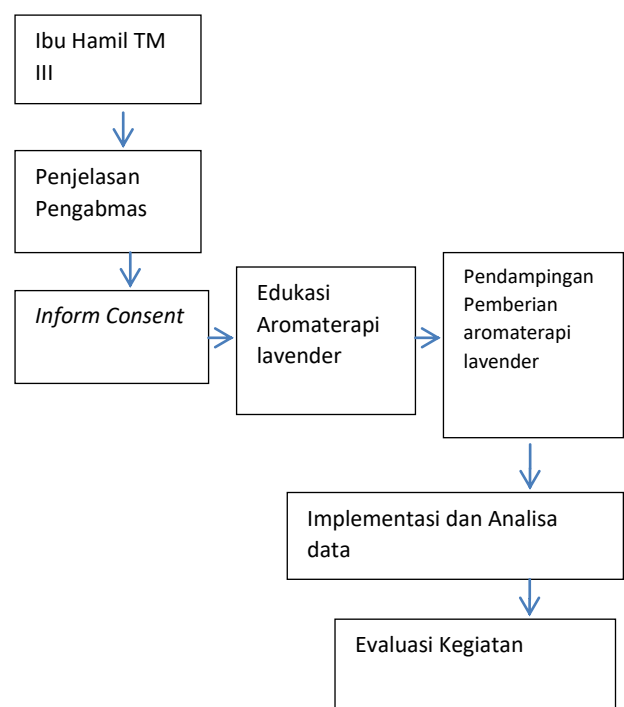 Ibu Hamil TM
III
Penjelasan
Pengabmas
Inform Consent
Edukasi
Aromaterapi
lavender
Pendampingan
Pemberian
aromaterapi
lavender
Implementasi dan Analisa
data
Evaluasi Kegiatan